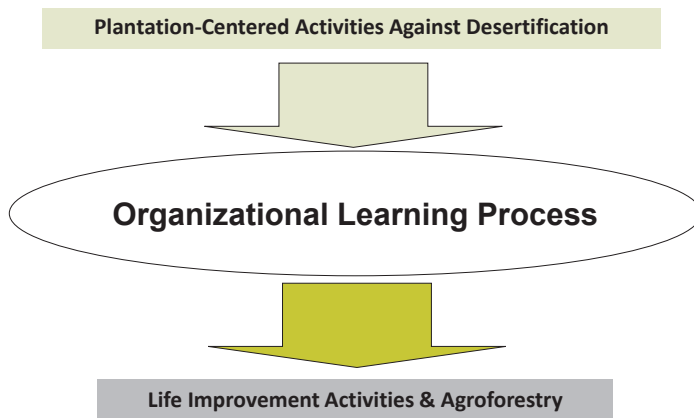 Plantation-Centered Activities Against Desertification
Organizational Learning Process
Life Improvement Activities & Agroforestry